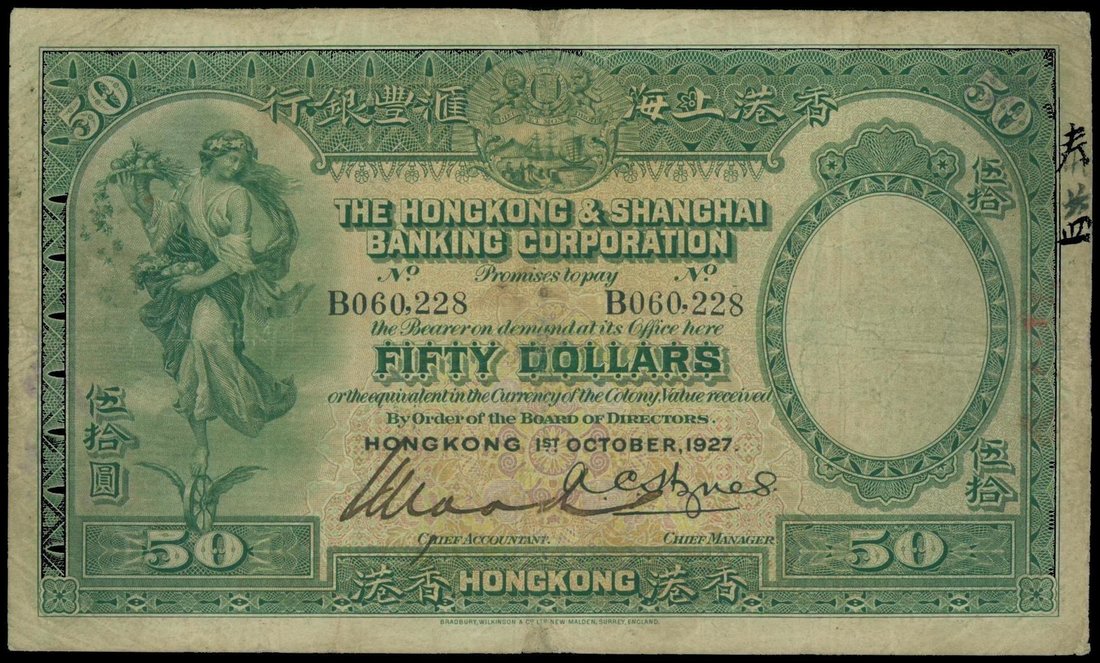 50 行銀豐滙 海上港香 50
THE HONGKONG & SHANGHAI
BANKING CORPORATION
Nº Promises to pay Nº
B060,228 B060,228
the Bearer on demand at its Office here
FIFTY DOLLARS
or the equivalent in the Currency of the Colony, Value received
By Order of the BOARD OF DIRECTORS.
HONGKONG 1ST OCTOBER, 1927.
A.C. Hynes.
CHIEF ACCOUNTANT. CHIEF MANAGER.
伍拾圓
伍拾
伍拾
50 50
港香 HONGKONG 港香
BRADBURY, WILKINSON & Cº Lᵀᴰ NEW MALDEN, SURREY, ENGLAND.